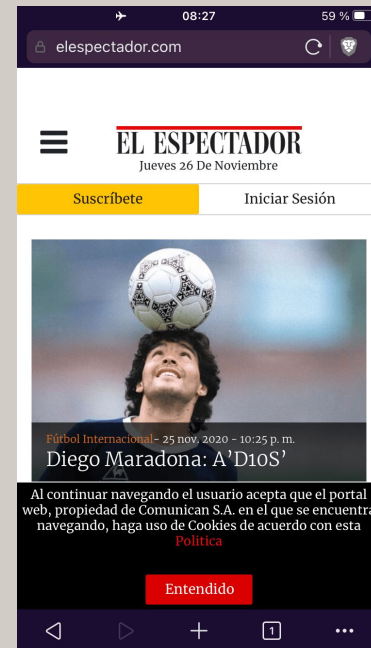 08:27
59 %
elespectador.com
EL ESPECTADOR
Jueves 26 De Noviembre
Suscríbete
Iniciar Sesión
Fútbol Internacional- 25 nov. 2020 - 10:25 p. m.
Diego Maradona: A’D10S’
Al continuar navegando el usuario acepta que el portal
web, propiedad de Comunican S.A. en el que se encuentra
navegando, haga uso de Cookies de acuerdo con esta
Politica
Entendido
1